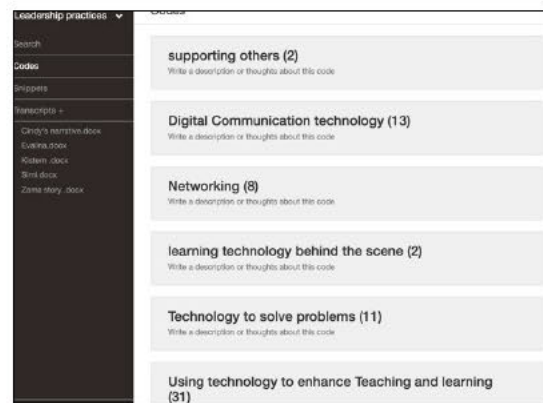 Leadership practices
Search
Codes
Snippets
Transcripts +
Cindy's narrative.docx
Evelina.docx
Kistern .docx
Simi.docx
Zama story .docx
Codes
supporting others (2)
Write a description or thoughts about this code
Digital Communication technology (13)
Write a description or thoughts about this code
Networking (8)
Write a description or thoughts about this code
learning technology behind the scene (2)
Write a description or thoughts about this code
Technology to solve problems (11)
Write a description or thoughts about this code
Using technology to enhance Teaching and learning
(31)